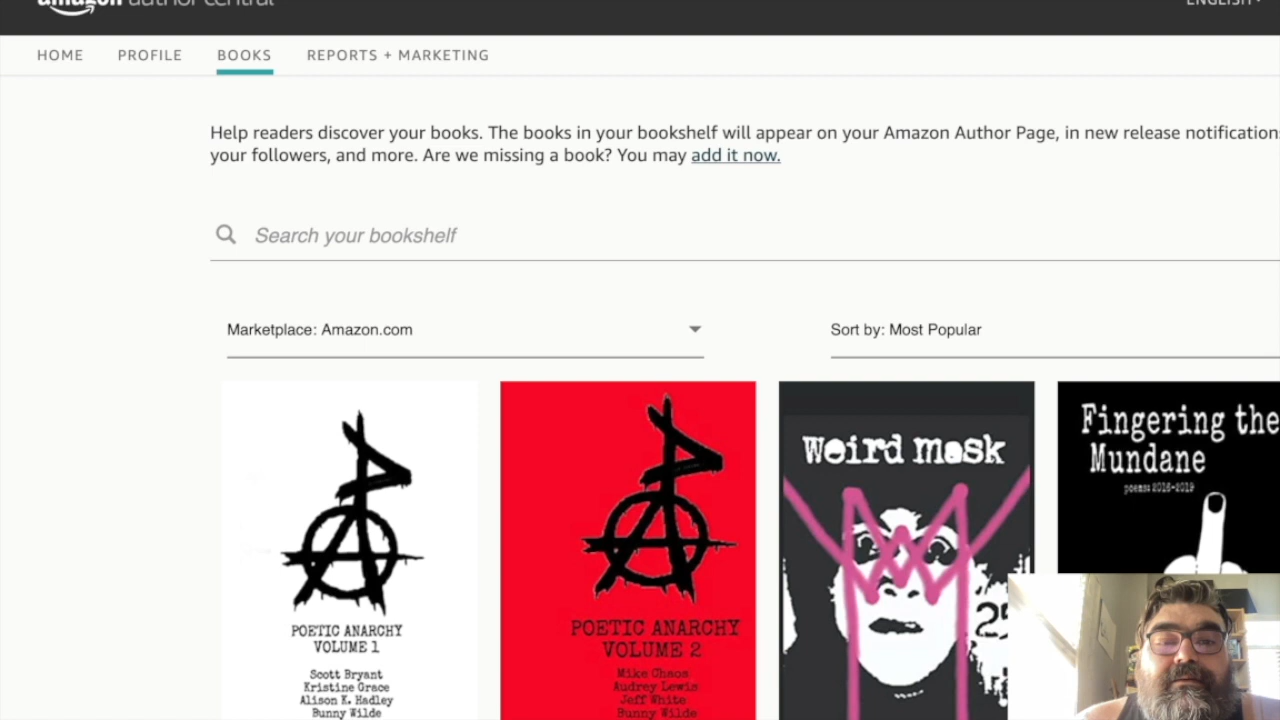 amazon author central
ENGLISH
HOME PROFILE BOOKS REPORTS + MARKETING
Help readers discover your books. The books in your bookshelf will appear on your Amazon Author Page, in new release notification
your followers, and more. Are we missing a book? You may add it now.
Search your bookshelf
Marketplace: Amazon.com
Sort by: Most Popular
POETIC ANARCHY
VOLUME 1
Scott Bryant
Kristine Grace
Alison K. Hadley
Bunny Wilde
POETIC ANARCHY
VOLUME 2
Mike Chaos
Audrey Lewis
Jeff White
Bunny Wilde
Weird Mask
25
Fingering the
Mundane
poems: 2016-2019